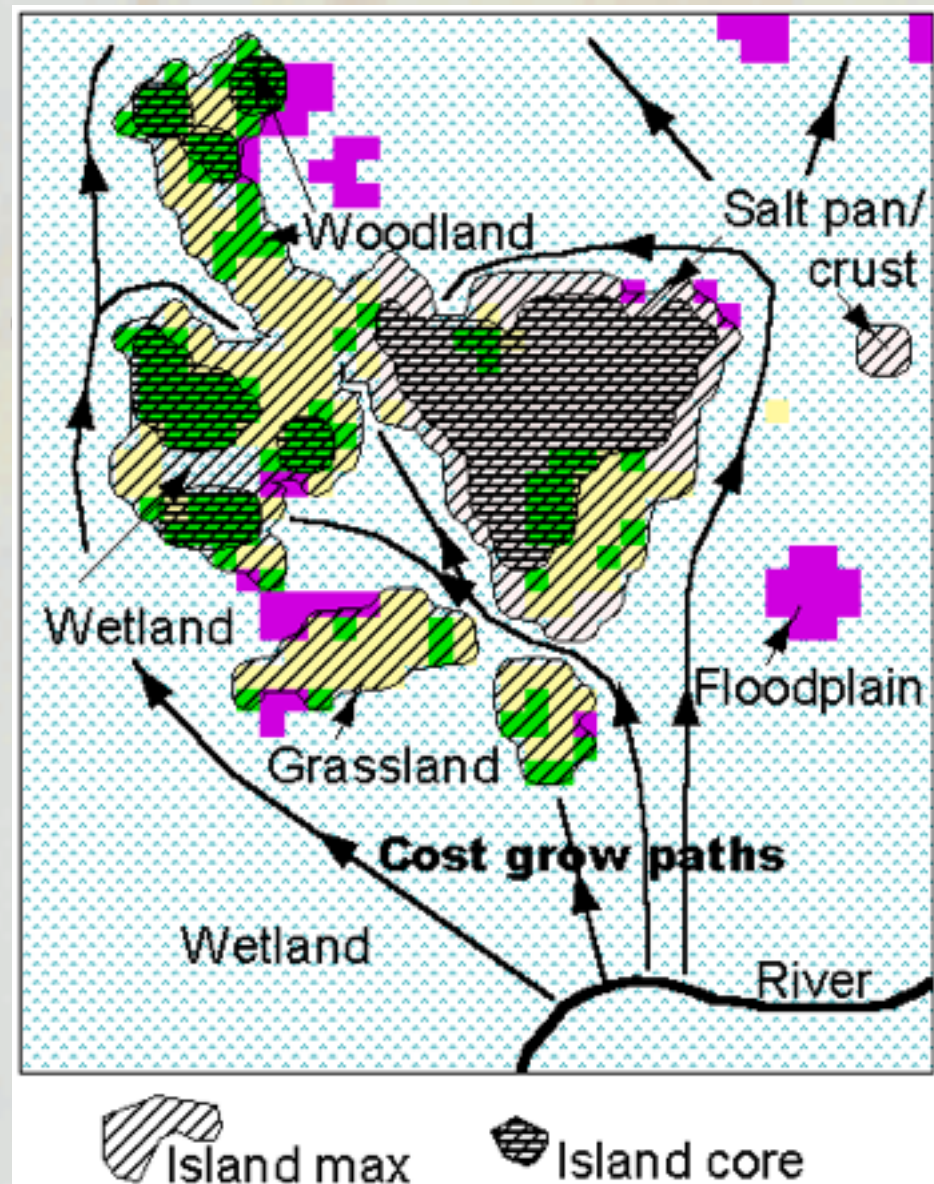 Woodland
Salt pan/
crust
Wetland
Floodplain
Grassland
Cost grow paths
Wetland
River
Island max
Island core